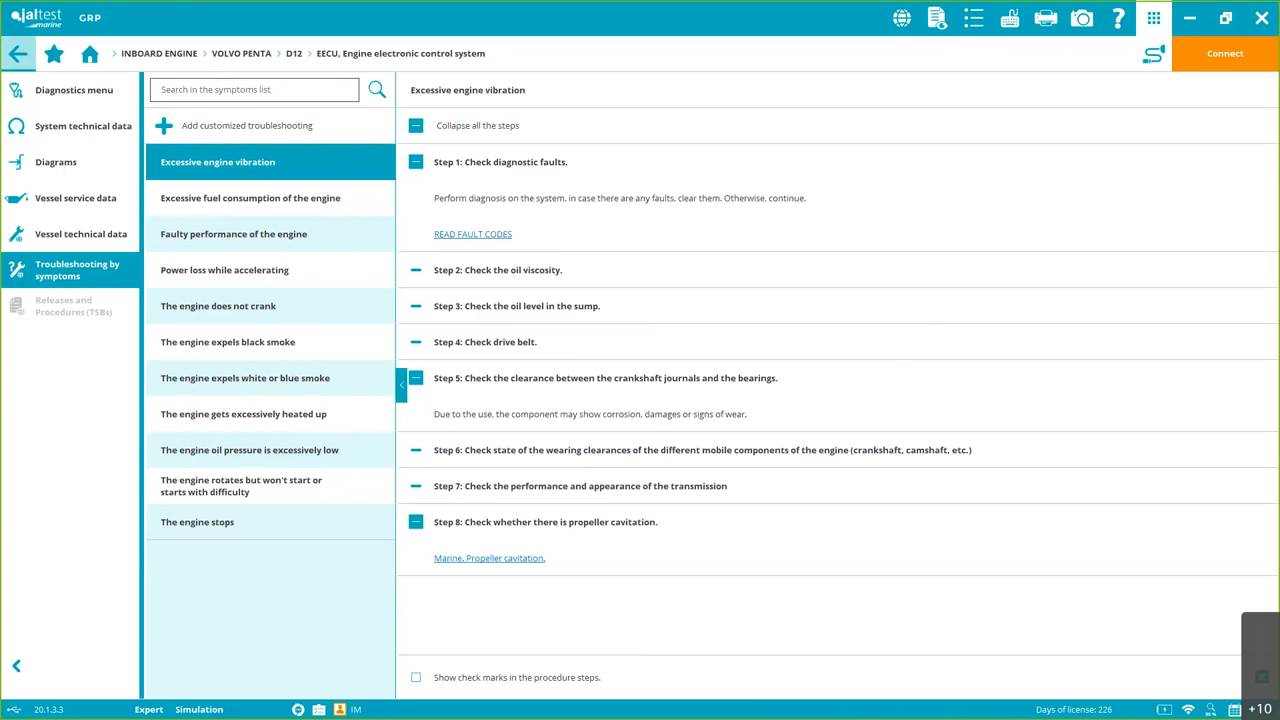 jaltest
marine
GRP
INBOARD ENGINE > VOLVO PENTA > D12 > EECU, Engine electronic control system
Connect
Diagnostics menu
System technical data
Diagrams
Vessel service data
Vessel technical data
Troubleshooting by
symptoms
Releases and
Procedures (TSBs)
Search in the symptoms list
Add customized troubleshooting
Excessive engine vibration
Excessive fuel consumption of the engine
Faulty performance of the engine
Power loss while accelerating
The engine does not crank
The engine expels black smoke
The engine expels white or blue smoke
The engine gets excessively heated up
The engine oil pressure is excessively low
The engine rotates but won't start or
starts with difficulty
The engine stops
Excessive engine vibration
Collapse all the steps
Step 1: Check diagnostic faults.
Perform diagnosis on the system, in case there are any faults, clear them. Otherwise, continue.
READ FAULT CODES
Step 2: Check the oil viscosity.
Step 3: Check the oil level in the sump.
Step 4: Check drive belt.
Step 5: Check the clearance between the crankshaft journals and the bearings.
Due to the use, the component may show corrosion, damages or signs of wear.
Step 6: Check state of the wearing clearances of the different mobile components of the engine (crankshaft, camshaft, etc.)
Step 7: Check the performance and appearance of the transmission
Step 8: Check whether there is propeller cavitation.
Marine. Propeller cavitation.
Show check marks in the procedure steps.
20.1.3.3
Expert
Simulation
IM
Days of license: 226
+10